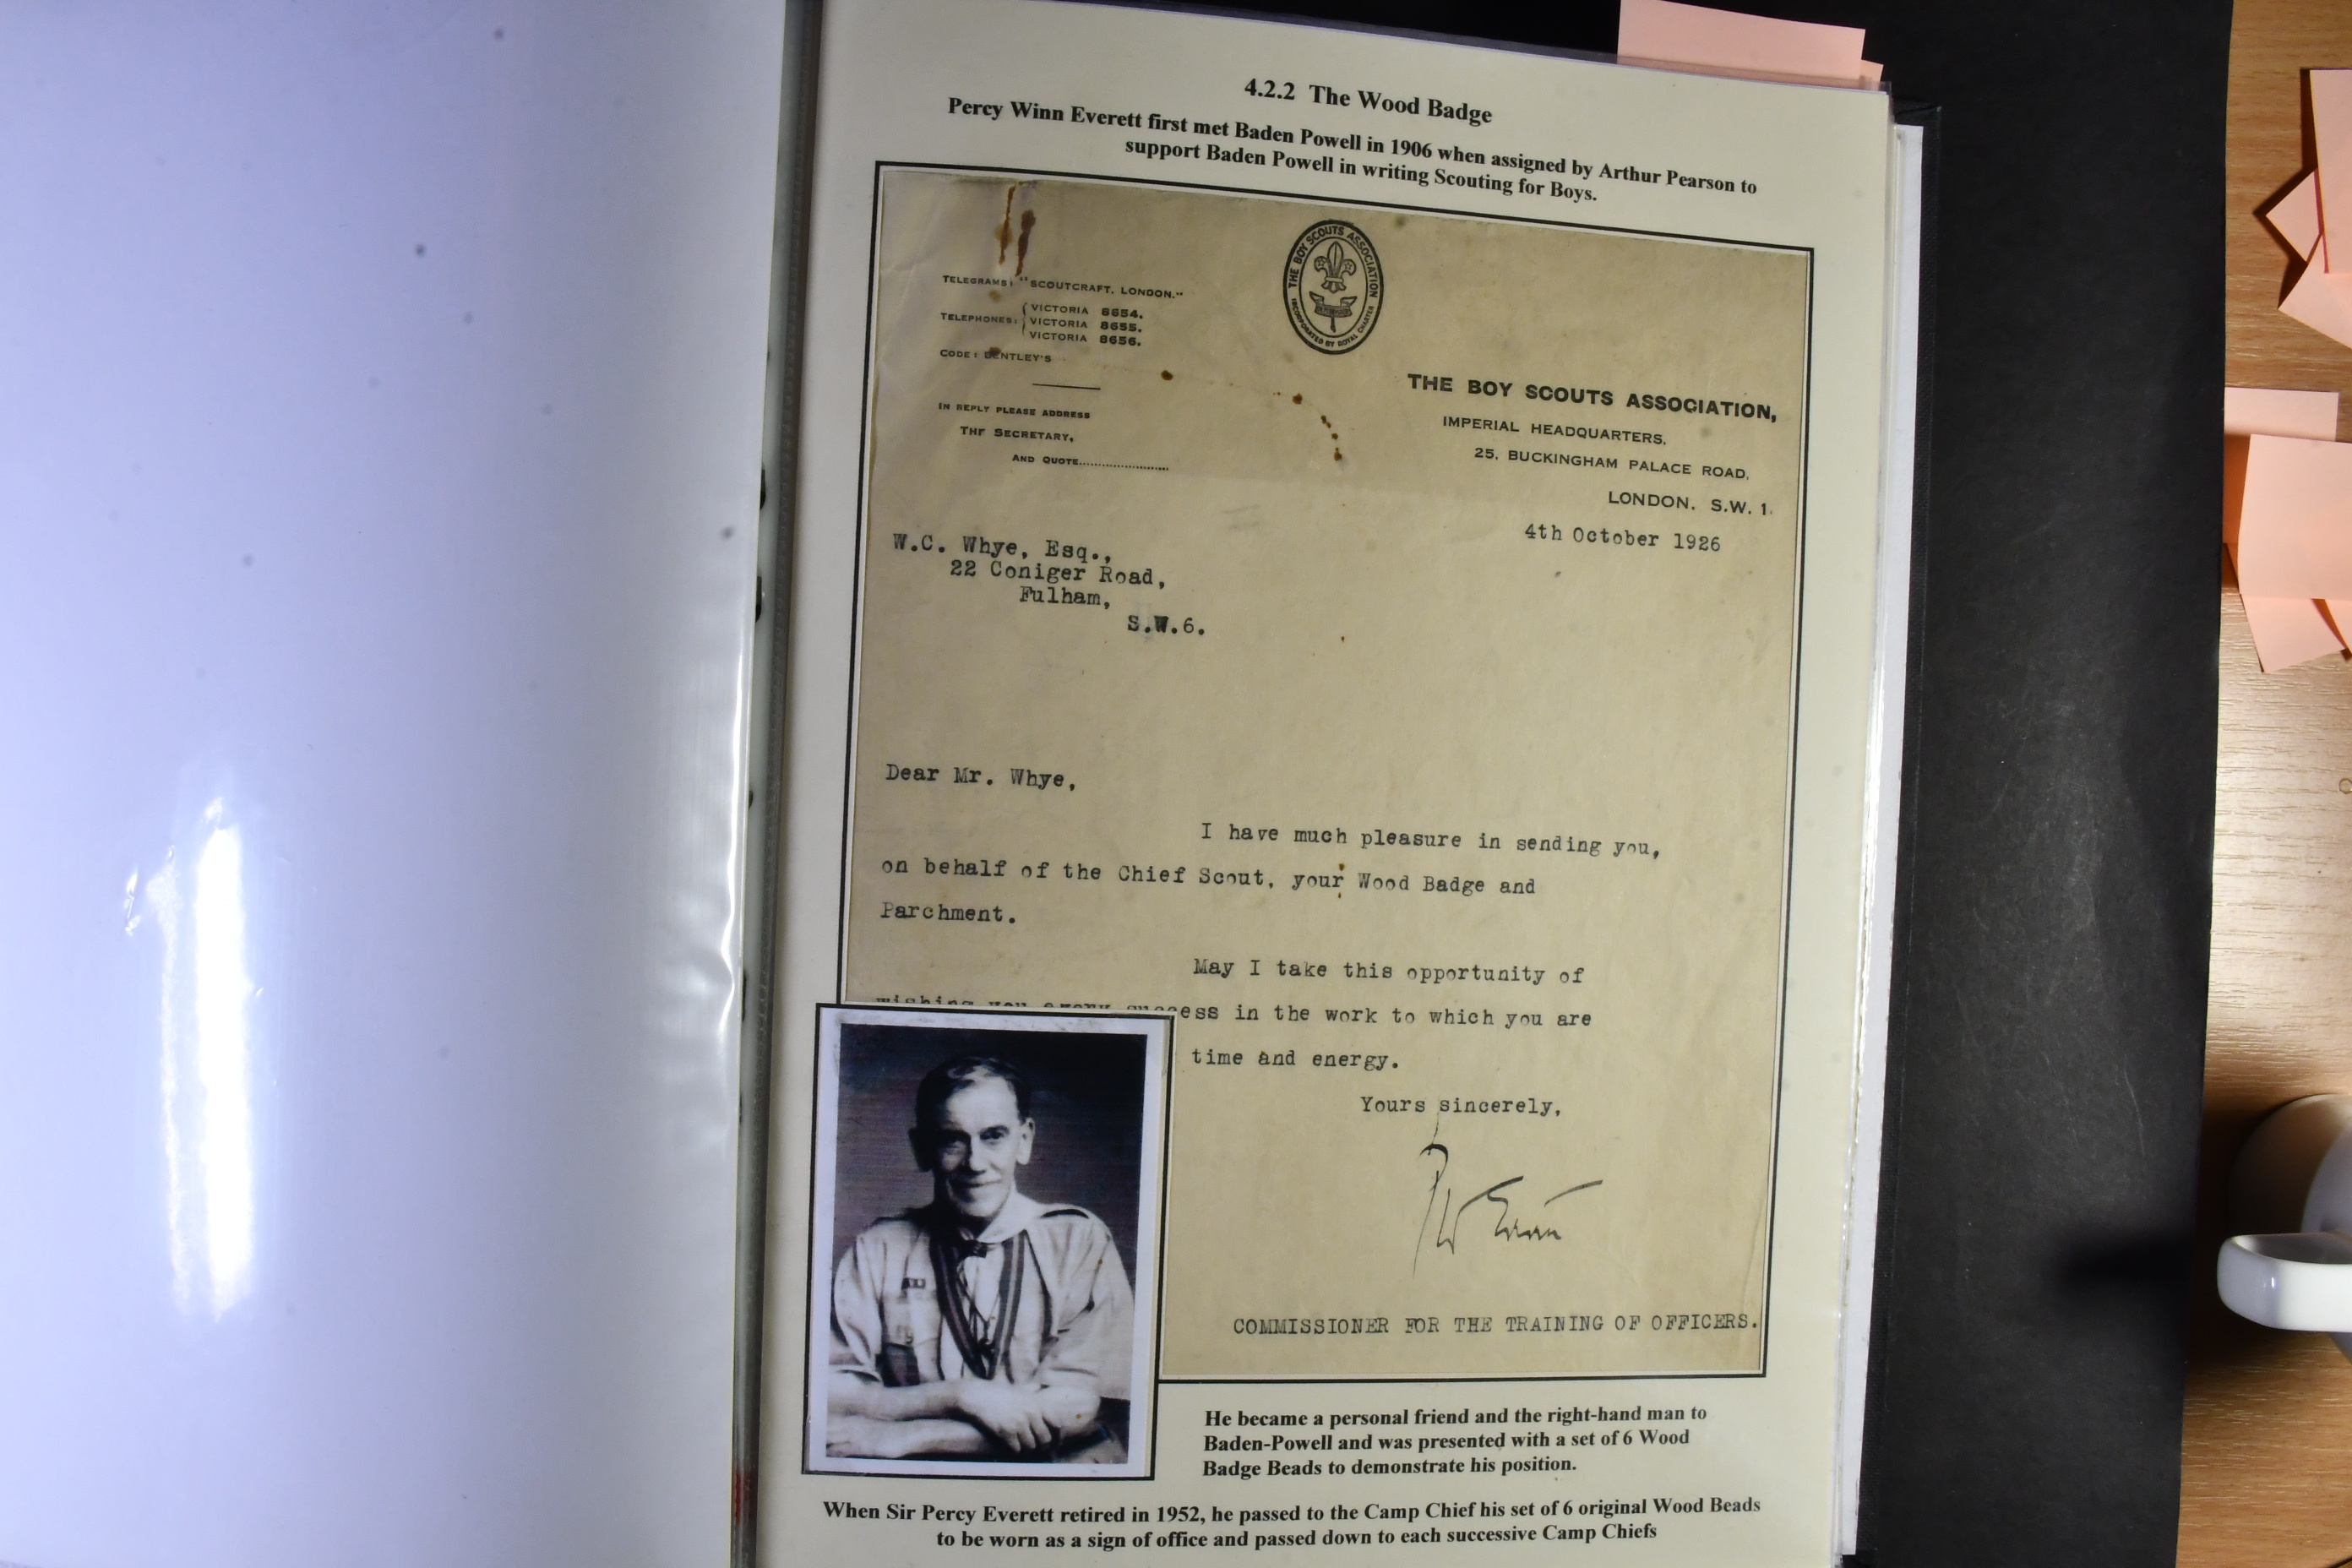 4.2.2 The Wood Badge
Percy Winn Everett first met Baden Powell in 1906 when assigned by Arthur Pearson to
support Baden Powell in writing Scouting for Boys.
TELEGRAMS: "SCOUTCRAFT, LONDON."
TELEPHONES: VICTORIA 8654.
VICTORIA 8655.
VICTORIA 8656.
CODE: BENTLEY'S
IN REPLY PLEASE ADDRESS
THE SECRETARY,
AND QUOTE........................
THE BOY SCOUTS ASSOCIATION
INCORPORATED BY ROYAL CHARTER
THE BOY SCOUTS ASSOCIATION,
IMPERIAL HEADQUARTERS,
25, BUCKINGHAM PALACE ROAD,
LONDON, S.W. 1.
4th October 1926
W.C. Whye, Esq.,
22 Coniger Road,
Fulham,
S.W.6.
Dear Mr. Whye,
I have much pleasure in sending you,
on behalf of the Chief Scout, your Wood Badge and
Parchment.
May I take this opportunity of
wishing you every success in the work to which you are
time and energy.
Yours sincerely,
COMMISSIONER FOR THE TRAINING OF OFFICERS.
He became a personal friend and the right-hand man to
Baden-Powell and was presented with a set of 6 Wood
Badge Beads to demonstrate his position.
When Sir Percy Everett retired in 1952, he passed to the Camp Chief his set of 6 original Wood Beads
to be worn as a sign of office and passed down to each successive Camp Chiefs